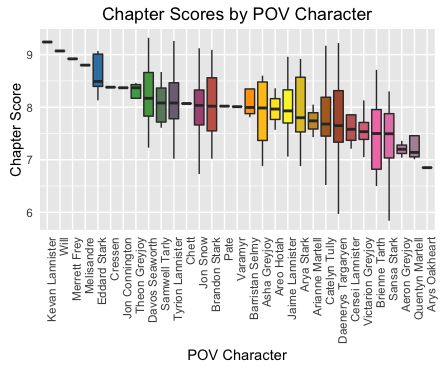 Chapter Scores by POV Character
Chapter Score
9
8
7
6
Kevan Lannister
Will
Merrett Frey
Melisandre
Eddard Stark
Cressen
Jon Connington
Theon Greyjoy
Davos Seaworth
Samwell Tarly
Tyrion Lannister
Chett
Jon Snow
Brandon Stark
Pate
Varamyr
Barristan Selmy
Asha Greyjoy
Areo Hotah
Jaime Lannister
Arya Stark
Arianne Martell
Catelyn Tully
Daenerys Targaryen
Cersei Lannister
Victarion Greyjoy
Brienne Tarth
Sansa Stark
Aeron Greyjoy
Quentyn Martell
Arys Oakheart
POV Character